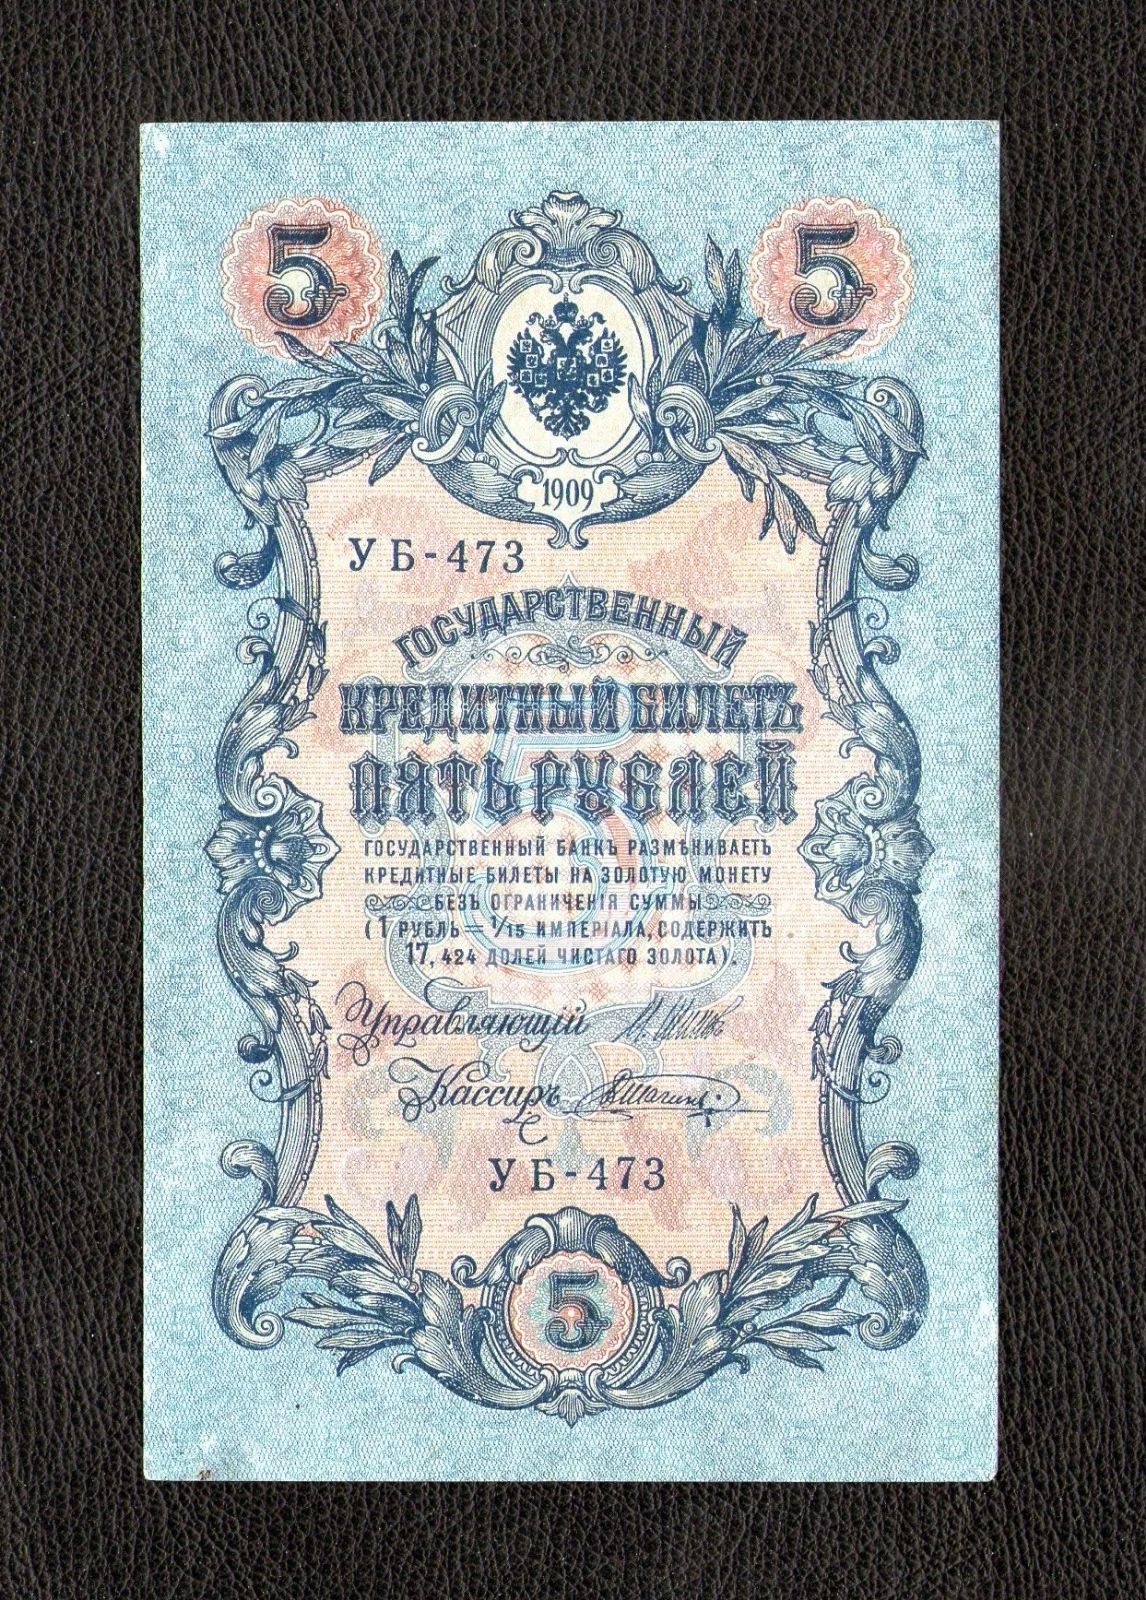 5 5
1909
УБ-473
ГОСУДАРСТВЕННЫЙ
КРЕДИТНЫЙ БИЛЕТЪ
5
ПЯТЬ РУБЛЕЙ
ГОСУДАРСТВЕННЫЙ БАНКЪ РАЗМѢНИВАЕТЪ
КРЕДИТНЫЕ БИЛЕТЫ НА ЗОЛОТУЮ МОНЕТУ
БЕЗЪ ОГРАНИЧЕНІЯ СУММЫ
(1 РУБЛЬ = 1/15 ИМПЕРІАЛА, СОДЕРЖИТЪ
17,424 ДОЛЕЙ ЧИСТАГО ЗОЛОТА).
Управляющій
Кассиръ
УБ-473
5